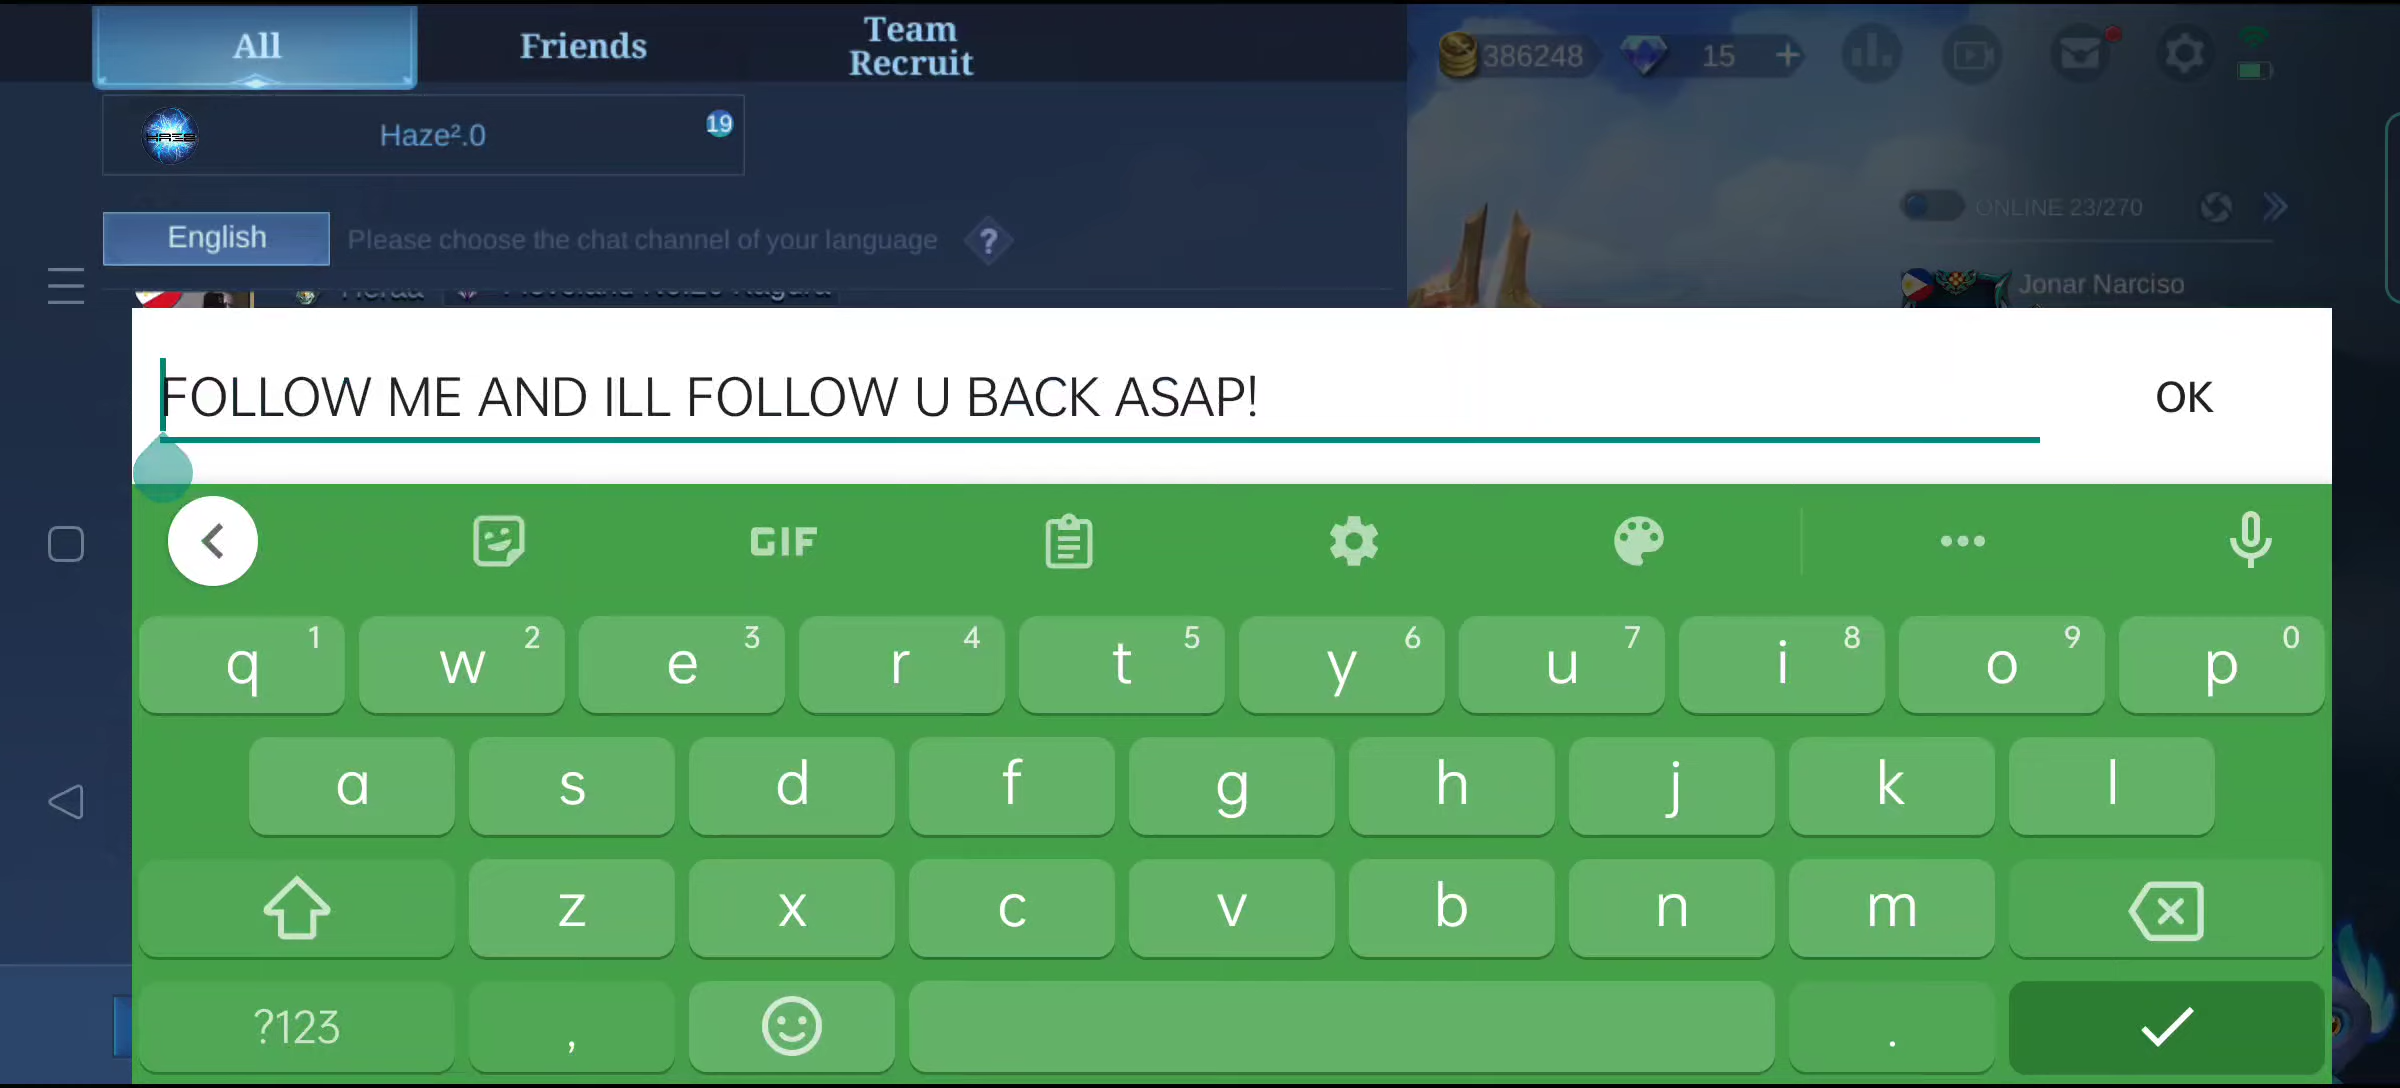 All
Friends
Team
Recruit
386248
15
HAZE
Haze².0
19
English
Please choose the chat channel of your language
?
ONLINE 23/270
Jonar Narciso
FOLLOW ME AND ILL FOLLOW U BACK ASAP!
OK
GIF
q 1 w 2 e 3 r 4 t 5 y 6 u 7 i 8 o 9 p 0
a s d f g h j k l
z x c v b n m
?123 , .